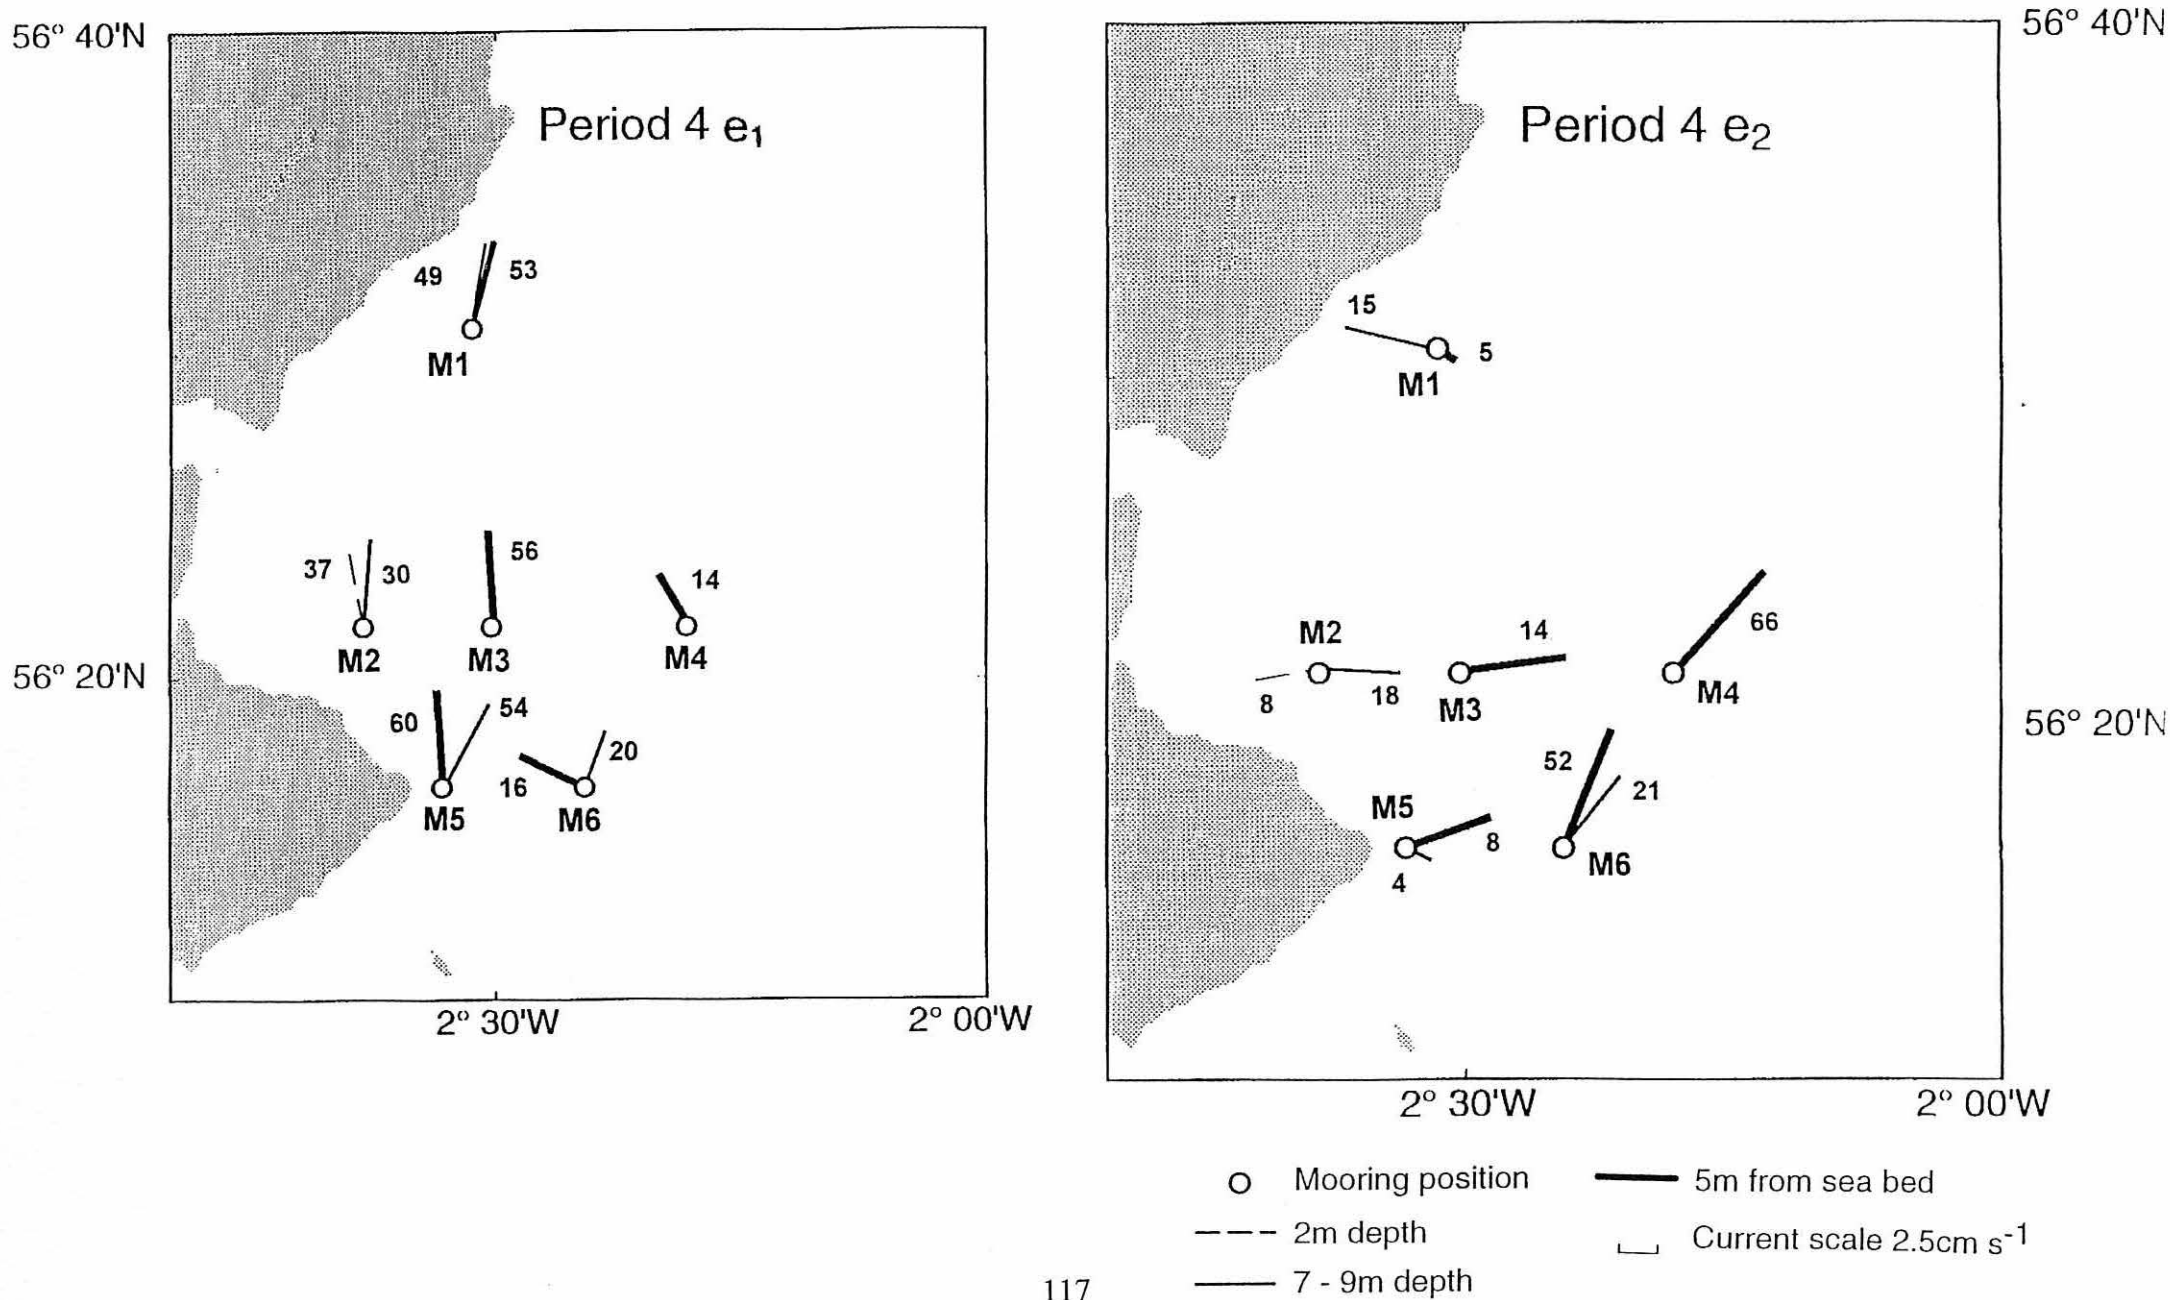 56° 40'N
Period 4 e₁
49
53
M1
37
30
56
14
M2
M3
M4
56° 20'N
60
54
20
16
M5
M6
2° 30'W
2° 00'W
56° 40'N
Period 4 e₂
15
5
M1
M2
14
66
8
18
M3
M4
56° 20'N
52
21
M5
8
M6
4
2° 30'W
2° 00'W
Mooring position
5m from sea bed
2m depth
Current scale 2.5cm s⁻¹
7 - 9m depth
117